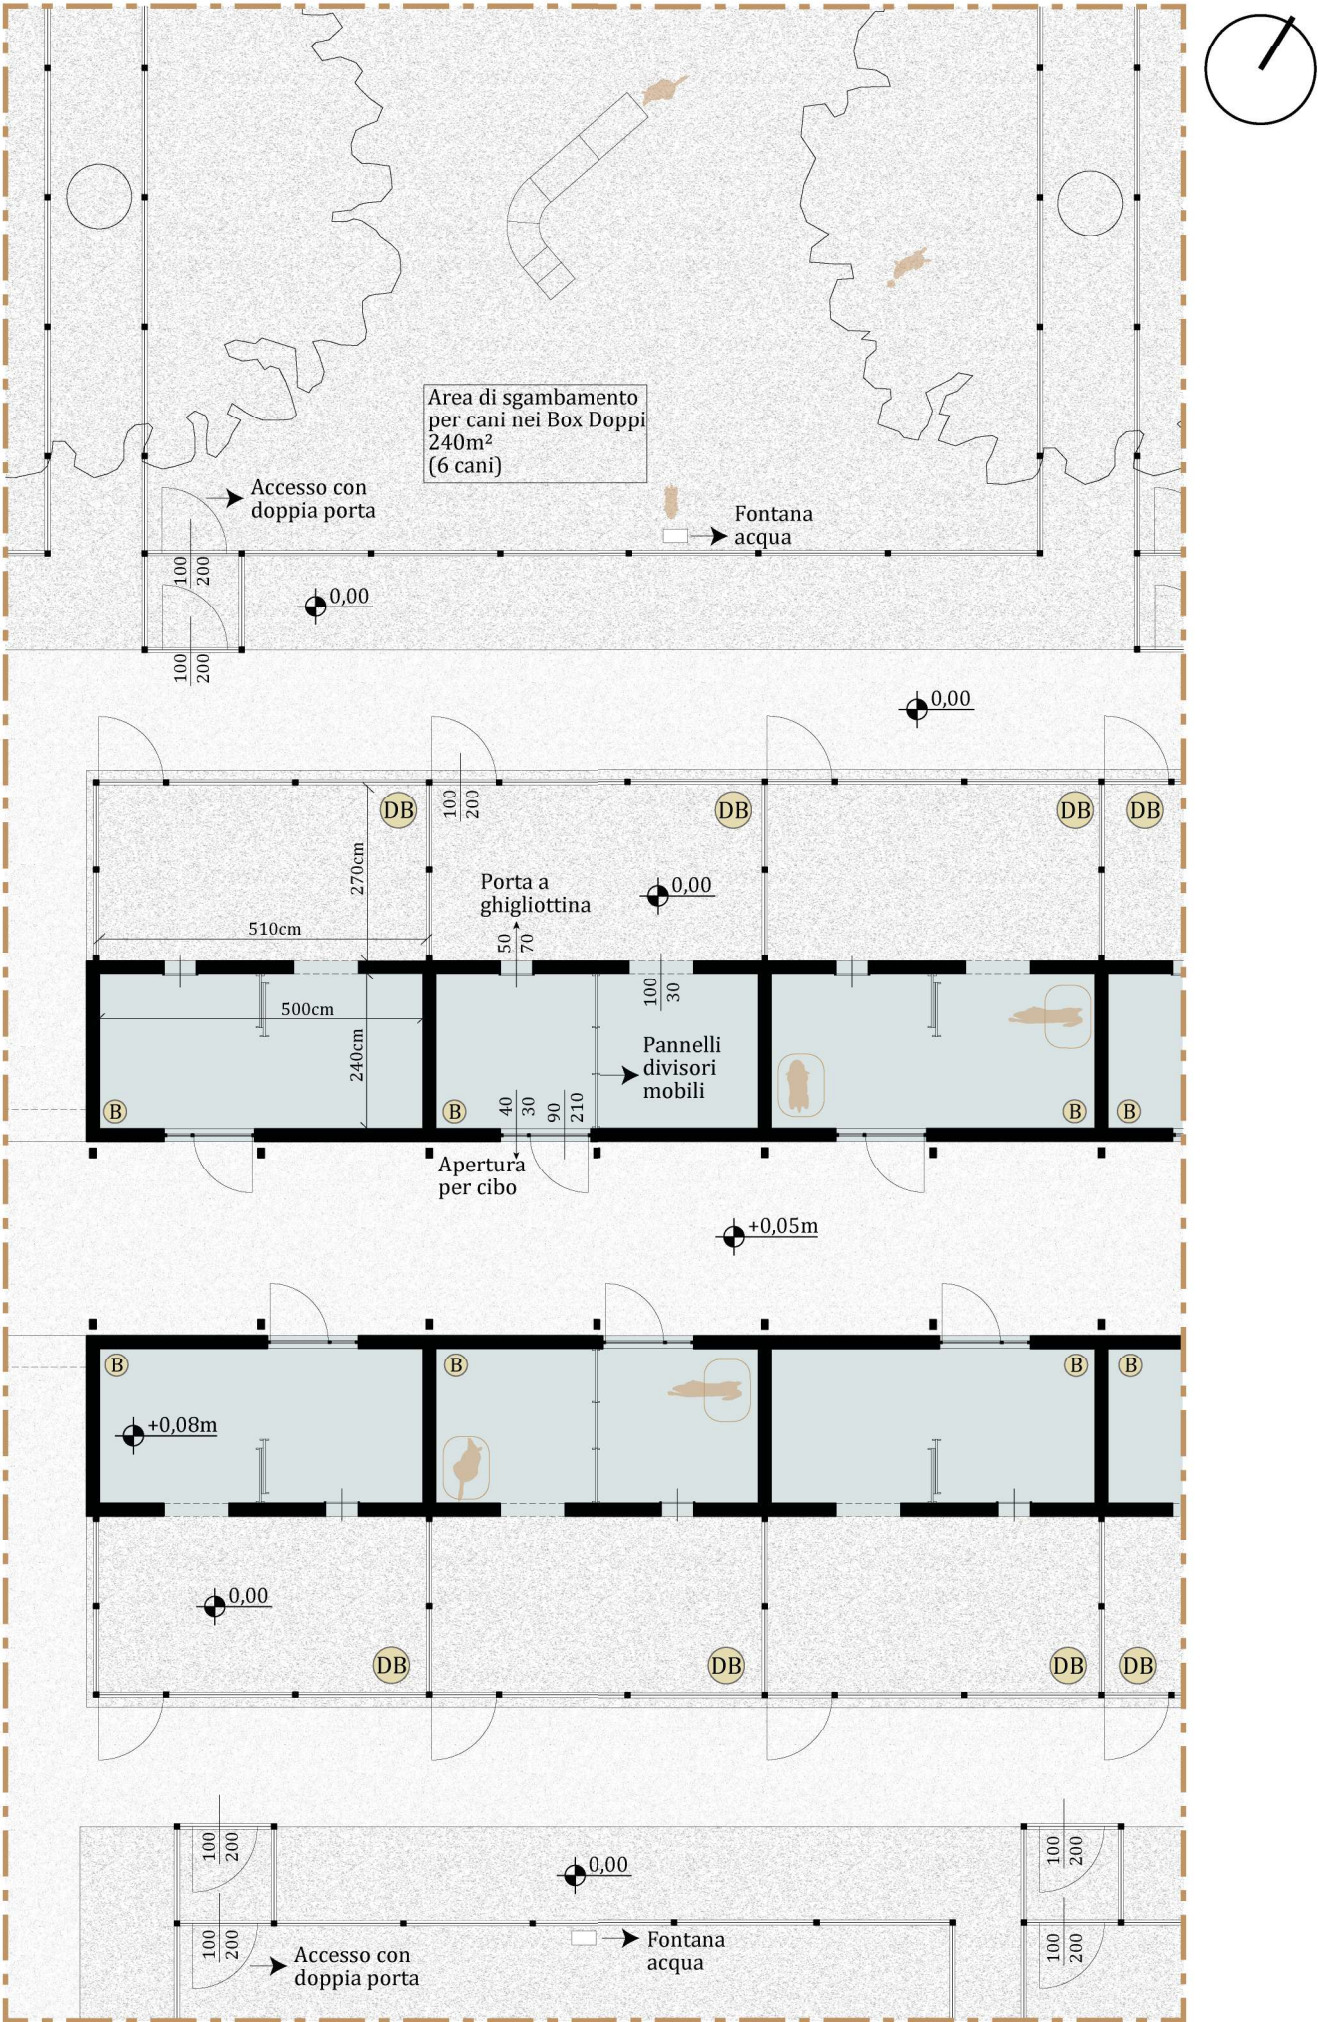 Area di sgambamento
per cani nei Box Doppi
240m²
(6 cani)
Accesso con
doppia porta
Fontana
acqua
100
200
0,00
100
200
0,00
100
200
DB
DB
DB
DB
270cm
Porta a
ghigliottina
0,00
510cm
50
70
100
30
500cm
240cm
Pannelli
divisori
mobili
40
30
90
210
B
B
B
B
Apertura
per cibo
+0,05m
B
B
B
B
+0,08m
0,00
DB
DB
DB
DB
100
200
100
200
0,00
100
200
Accesso con
doppia porta
Fontana
acqua
100
200